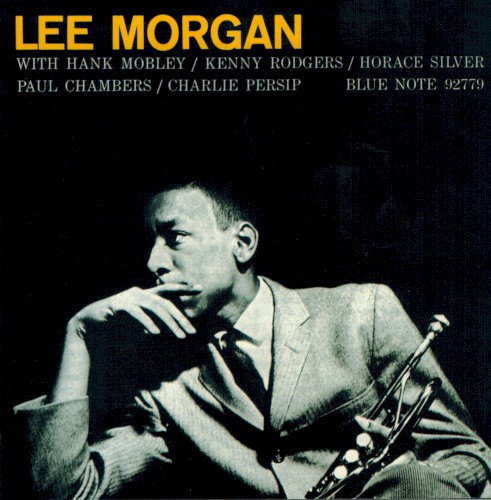 LEE MORGAN
WITH HANK MOBLEY / KENNY RODGERS / HORACE SILVER
PAUL CHAMBERS / CHARLIE PERSIP BLUE NOTE 92779